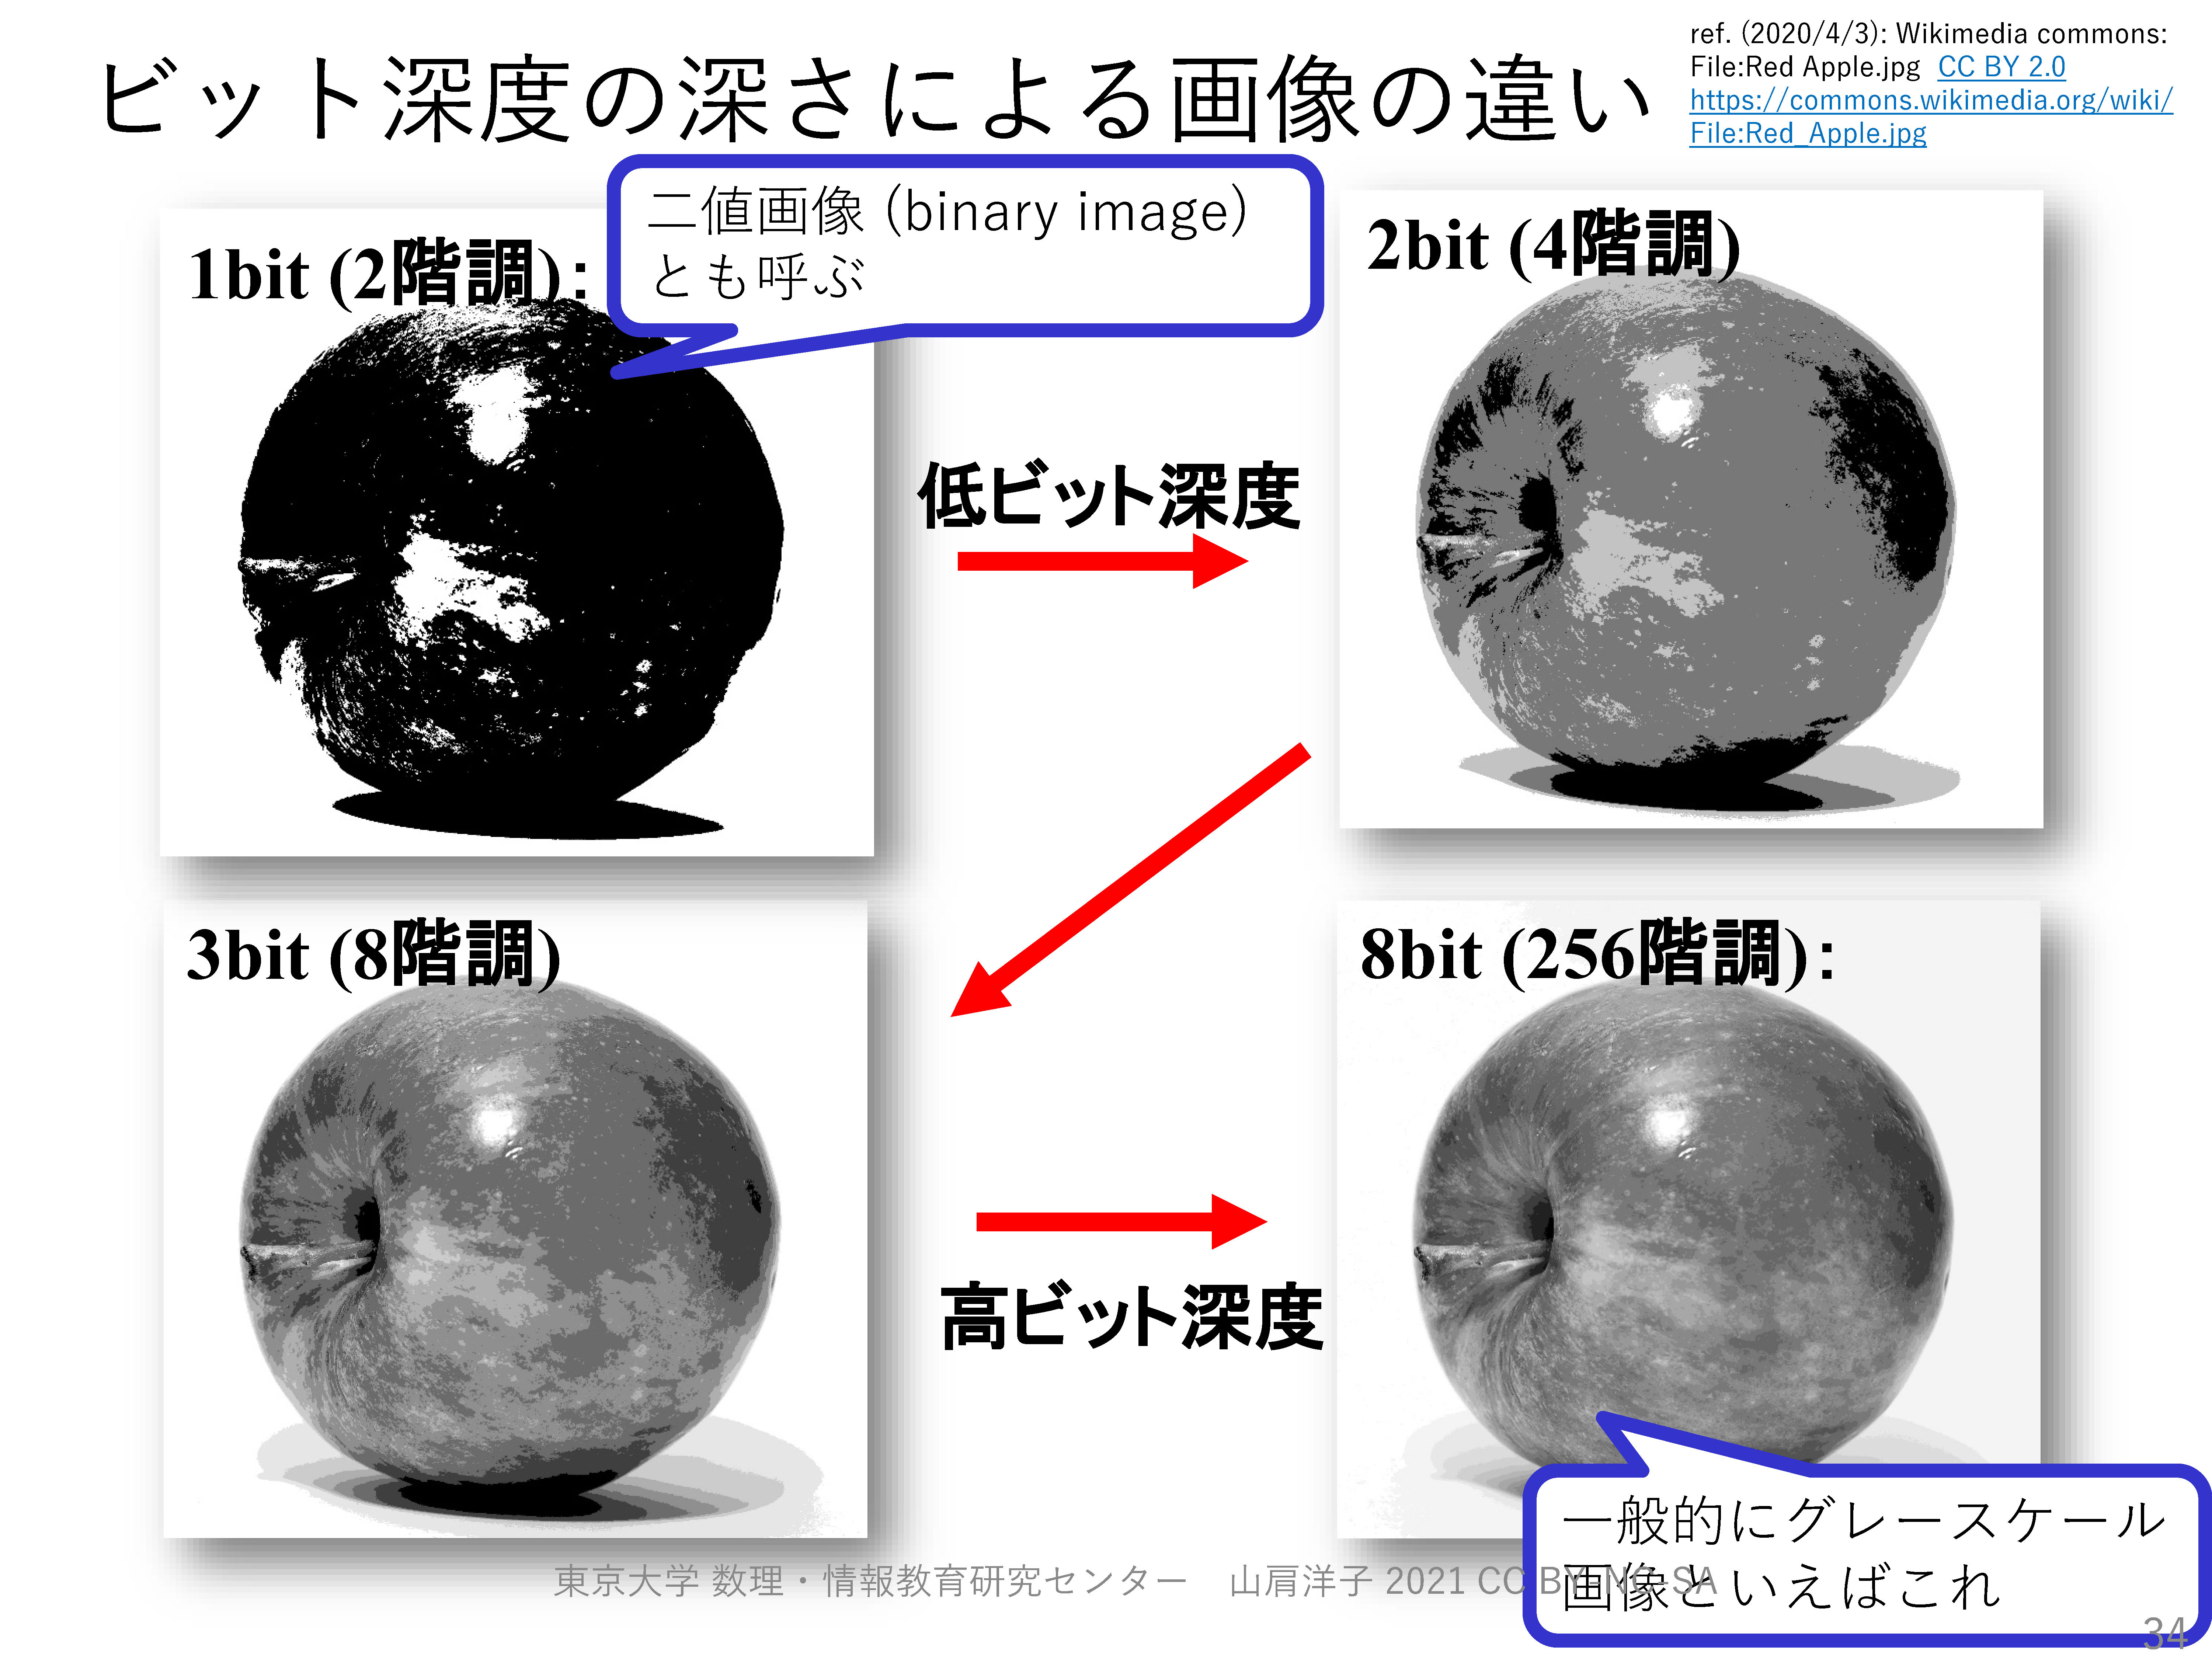 ビット深度の深さによる画像の違い
ref. (2020/4/3): Wikimedia commons:
File:Red Apple.jpg CC BY 2.0
https://commons.wikimedia.org/wiki/
File:Red_Apple.jpg
二値画像 (binary image)
とも呼ぶ
1bit (2階調):
2bit (4階調)
低ビット深度
3bit (8階調)
8bit (256階調):
高ビット深度
一般的にグレースケール
画像といえばこれ
東京大学 数理・情報教育研究センター 山肩洋子 2021 CC BY-NC-SA
34